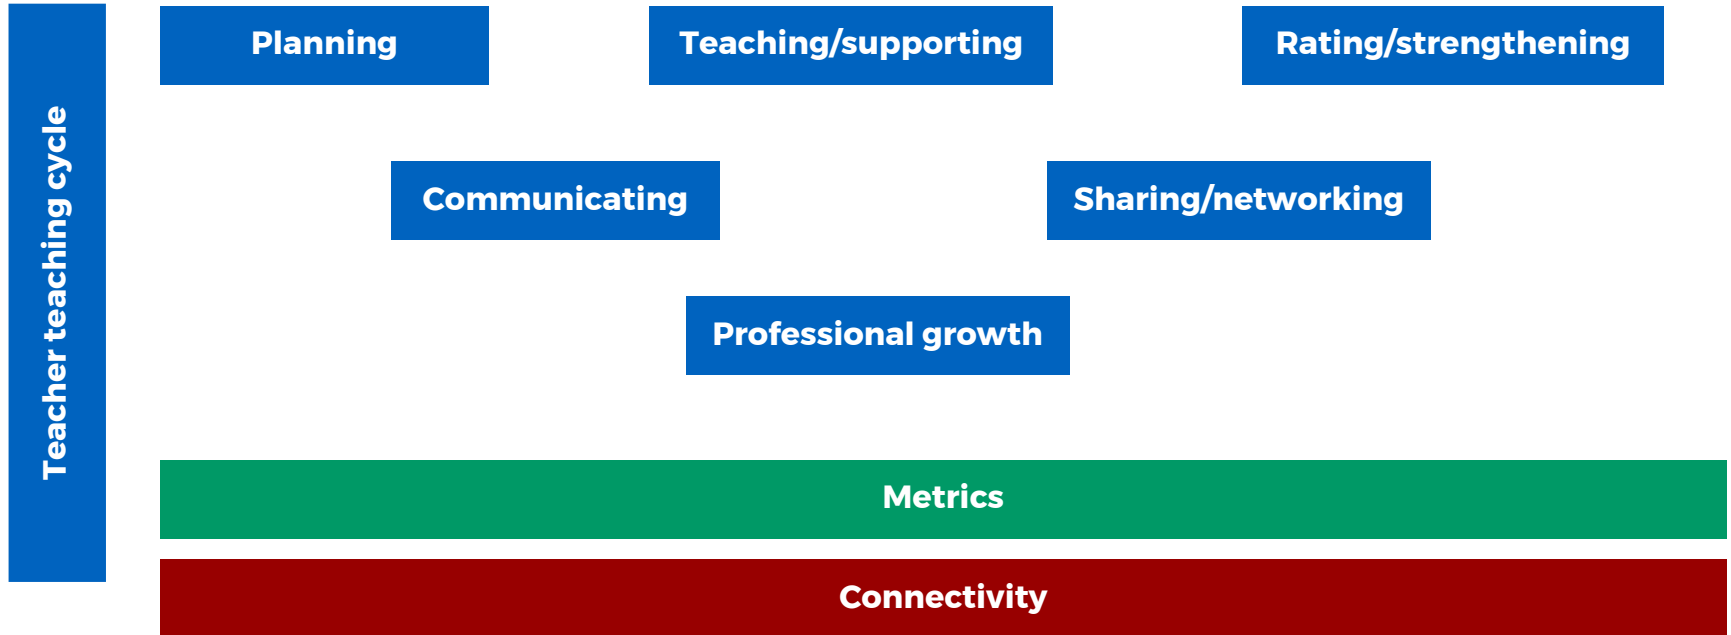 Teacher teaching cycle
Planning
Teaching/supporting
Rating/strengthening
Communicating
Sharing/networking
Professional growth
Metrics
Connectivity